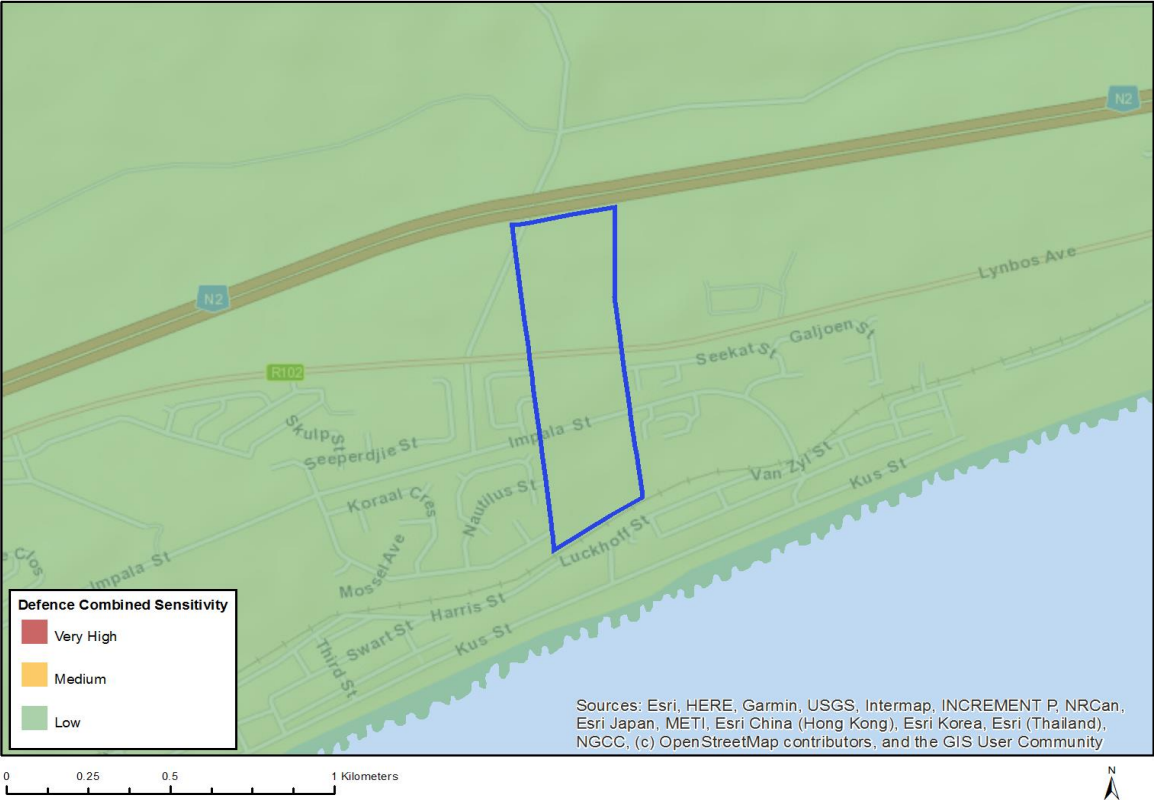 N2
N2
Lynbos Ave
Galjoen St
Seekat St
R102
Skulp St
Seeperdjie St
Impala St
Koraal Cres
Nautilus St
Van Zyl St
Kus St
Luckhoff St
e Clos
Impala St
Mossel Ave
Harris St
Swart St
Kus St
Third St
Defence Combined Sensitivity
Very High
Medium
Low
Sources: Esri, HERE, Garmin, USGS, Intermap, INCREMENT P, NRCan,
Esri Japan, METI, Esri China (Hong Kong), Esri Korea, Esri (Thailand),
NGCC, (c) OpenStreetMap contributors, and the GIS User Community
0 0.25 0.5 1 Kilometers
N